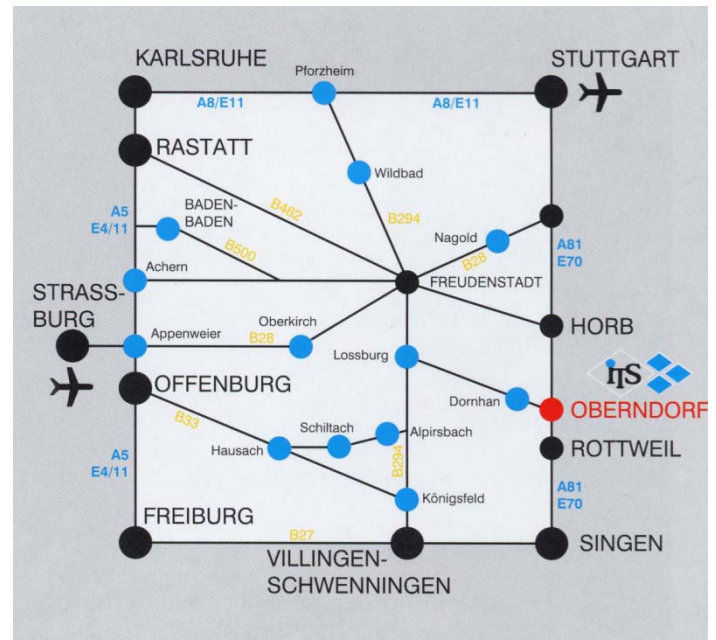 KARLSRUHE
STUTTGART
Pforzheim
A8/E11
A8/E11
RASTATT
Wildbad
BADEN-
BADEN
B462
A5
E4/11
B294
Nagold
B500
B28
A81
E70
Achern
FREUDENSTADT
STRASS-
BURG
Oberkirch
HORB
Appenweier
B28
Lossburg
iTS
OFFENBURG
Dornhan
OBERNDORF
B33
Schiltach
Alpirsbach
Hausach
B294
ROTTWEIL
A5
E4/11
Königsfeld
A81
E70
FREIBURG
B27
SINGEN
VILLINGEN-
SCHWENNINGEN